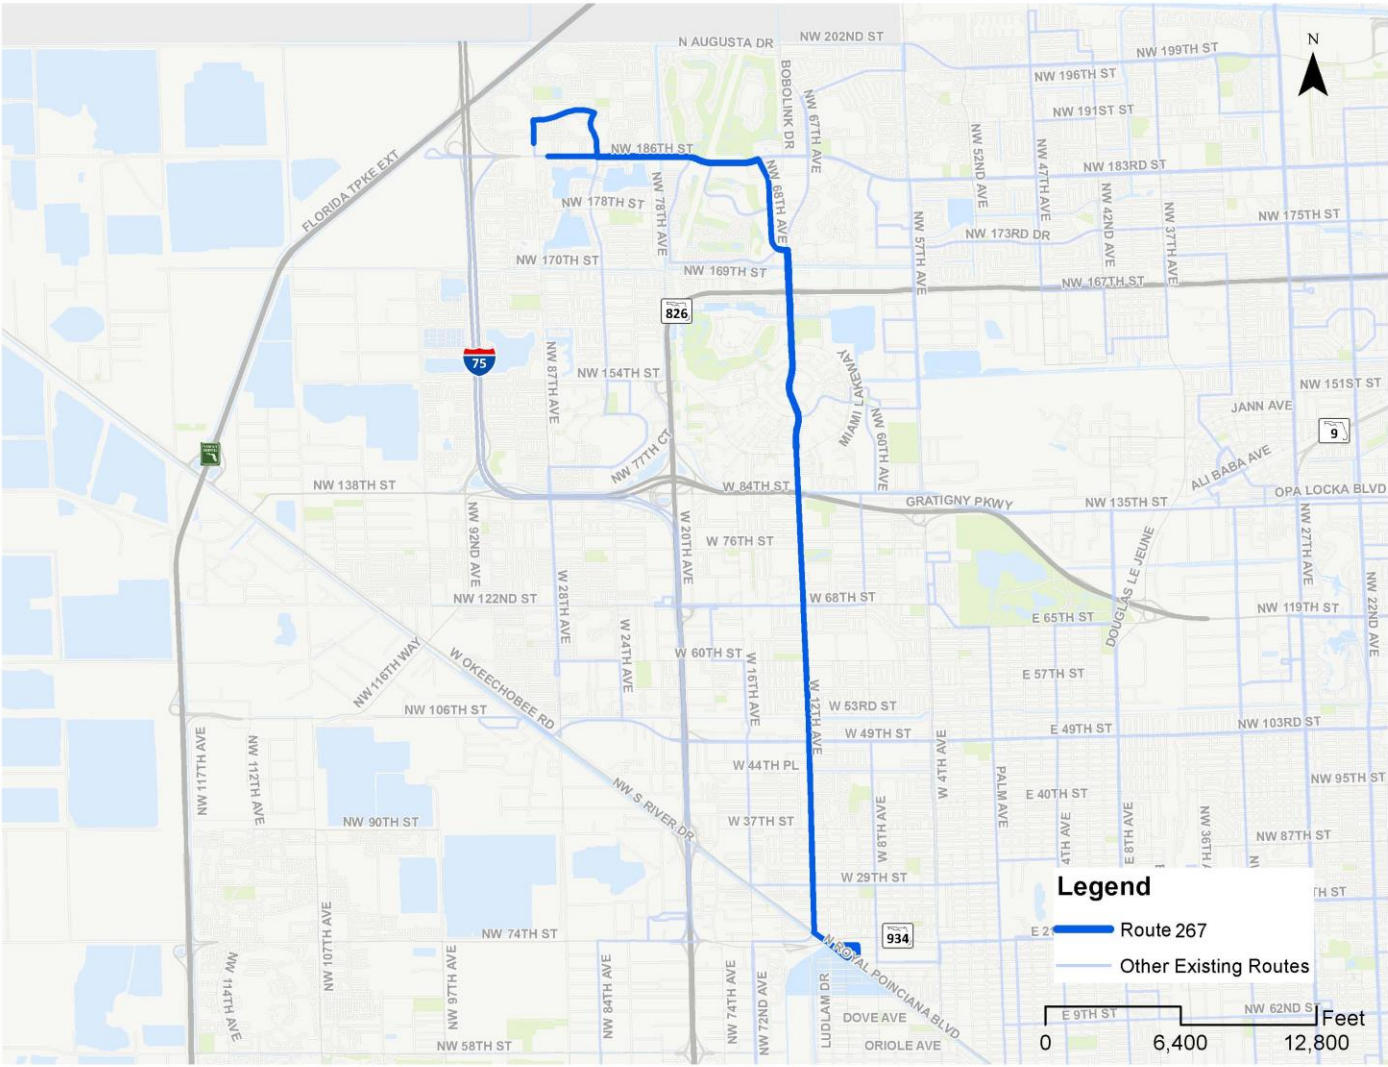 N AUGUSTA DR
NW 202ND ST
N
NW 199TH ST
BOBOLINK DR
NW 196TH ST
NW 67TH AVE
NW 191ST ST
NW 186TH ST
NW 52ND AVE
NW 47TH AVE
NW 183RD ST
FLORIDA TPKE EXT
NW 68TH AVE
NW 78TH AVE
NW 178TH ST
NW 42ND AVE
NW 37TH AVE
NW 175TH ST
NW 57TH AVE
NW 173RD DR
NW 170TH ST
NW 169TH ST
NW 167TH ST
826
75
NW 87TH AVE
NW 154TH ST
MIAMI LAKEWAY
NW 151ST ST
NW 60TH AVE
JANN AVE
9
NW 77TH CT
ALI BABA AVE
NW 138TH ST
W 84TH ST
GRATIGNY PKWY
NW 135TH ST
OPA LOCKA BLVD
NW 92ND AVE
W 20TH AVE
W 76TH ST
DOUGLAS LE JEUNE
NW 27TH AVE
NW 22ND AVE
W 28TH AVE
NW 122ND ST
W 68TH ST
E 65TH ST
NW 119TH ST
W 24TH AVE
NW 116TH WAY
W OKEECHOBEE RD
W 60TH ST
W 16TH AVE
W 12TH AVE
E 57TH ST
NW 106TH ST
W 53RD ST
W 49TH ST
E 49TH ST
NW 103RD ST
NW 117TH AVE
NW 112TH AVE
W 44TH PL
W 4TH AVE
PALM AVE
NW 95TH ST
NW S RIVER DR
E 40TH ST
NW 90TH ST
W 37TH ST
W 8TH AVE
4TH AVE
E 8TH AVE
NW 36TH AV
NW 87TH ST
W 29TH ST
Legend
TH ST
NW 107TH AVE
NW 74TH ST
934
E 21
Route 267
N ROYAL POINCIANA BLVD
Other Existing Routes
NW 114TH AVE
NW 97TH AVE
NW 84TH AVE
NW 74TH AVE
NW 72ND AVE
LUDLAM DR
DOVE AVE
E 9TH ST
NW 62ND ST
Feet
NW 58TH ST
ORIOLE AVE
0 6,400 12,800